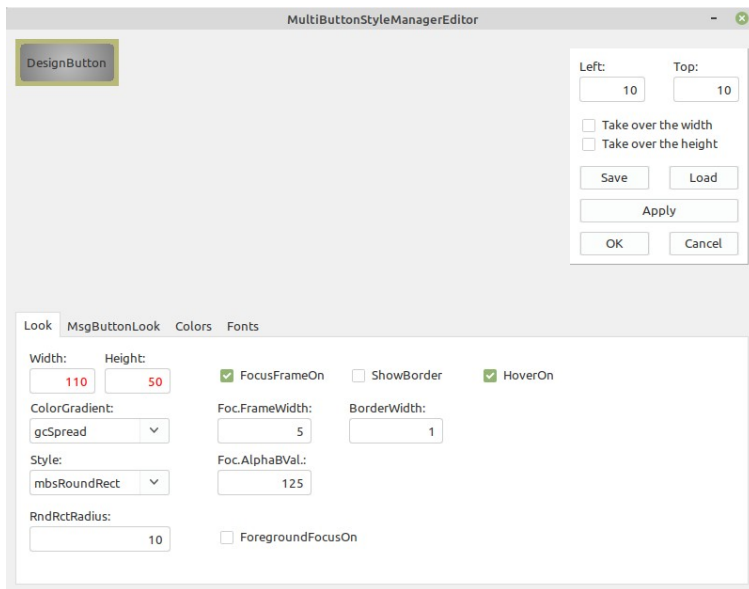 MultiButtonStyleManagerEditor
DesignButton
Left: Top:
10 10
Take over the width
Take over the height
Save Load
Apply
OK Cancel
Look MsgButtonLook Colors Fonts
Width: Height:
110 50 FocusFrameOn ShowBorder HoverOn
ColorGradient: Foc.FrameWidth: BorderWidth:
gcSpread 5 1
Style: Foc.AlphaBVal.:
mbsRoundRect 125
RndRctRadius:
10 ForegroundFocusOn